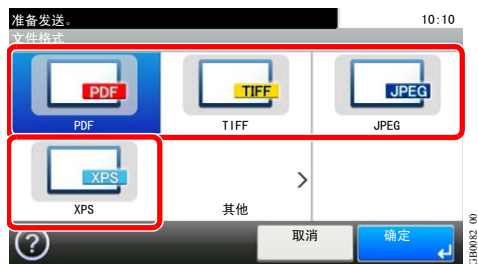 准备发送。 10:10
文件格式
PDF TIFF JPEG
PDF TIFF JPEG
XPS
XPS 其他
? 取消 确定
GB0082_00